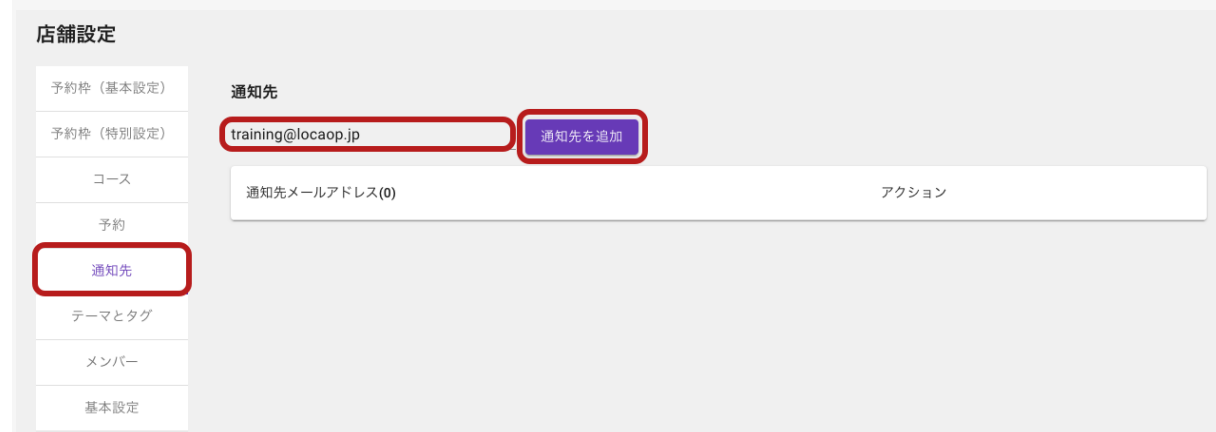 店舗設定
予約枠（基本設定）
予約枠（特別設定）
コース
予約
通知先
テーマとタグ
メンバー
基本設定
通知先
training@locaop.jp
通知先を追加
通知先メールアドレス(0)
アクション